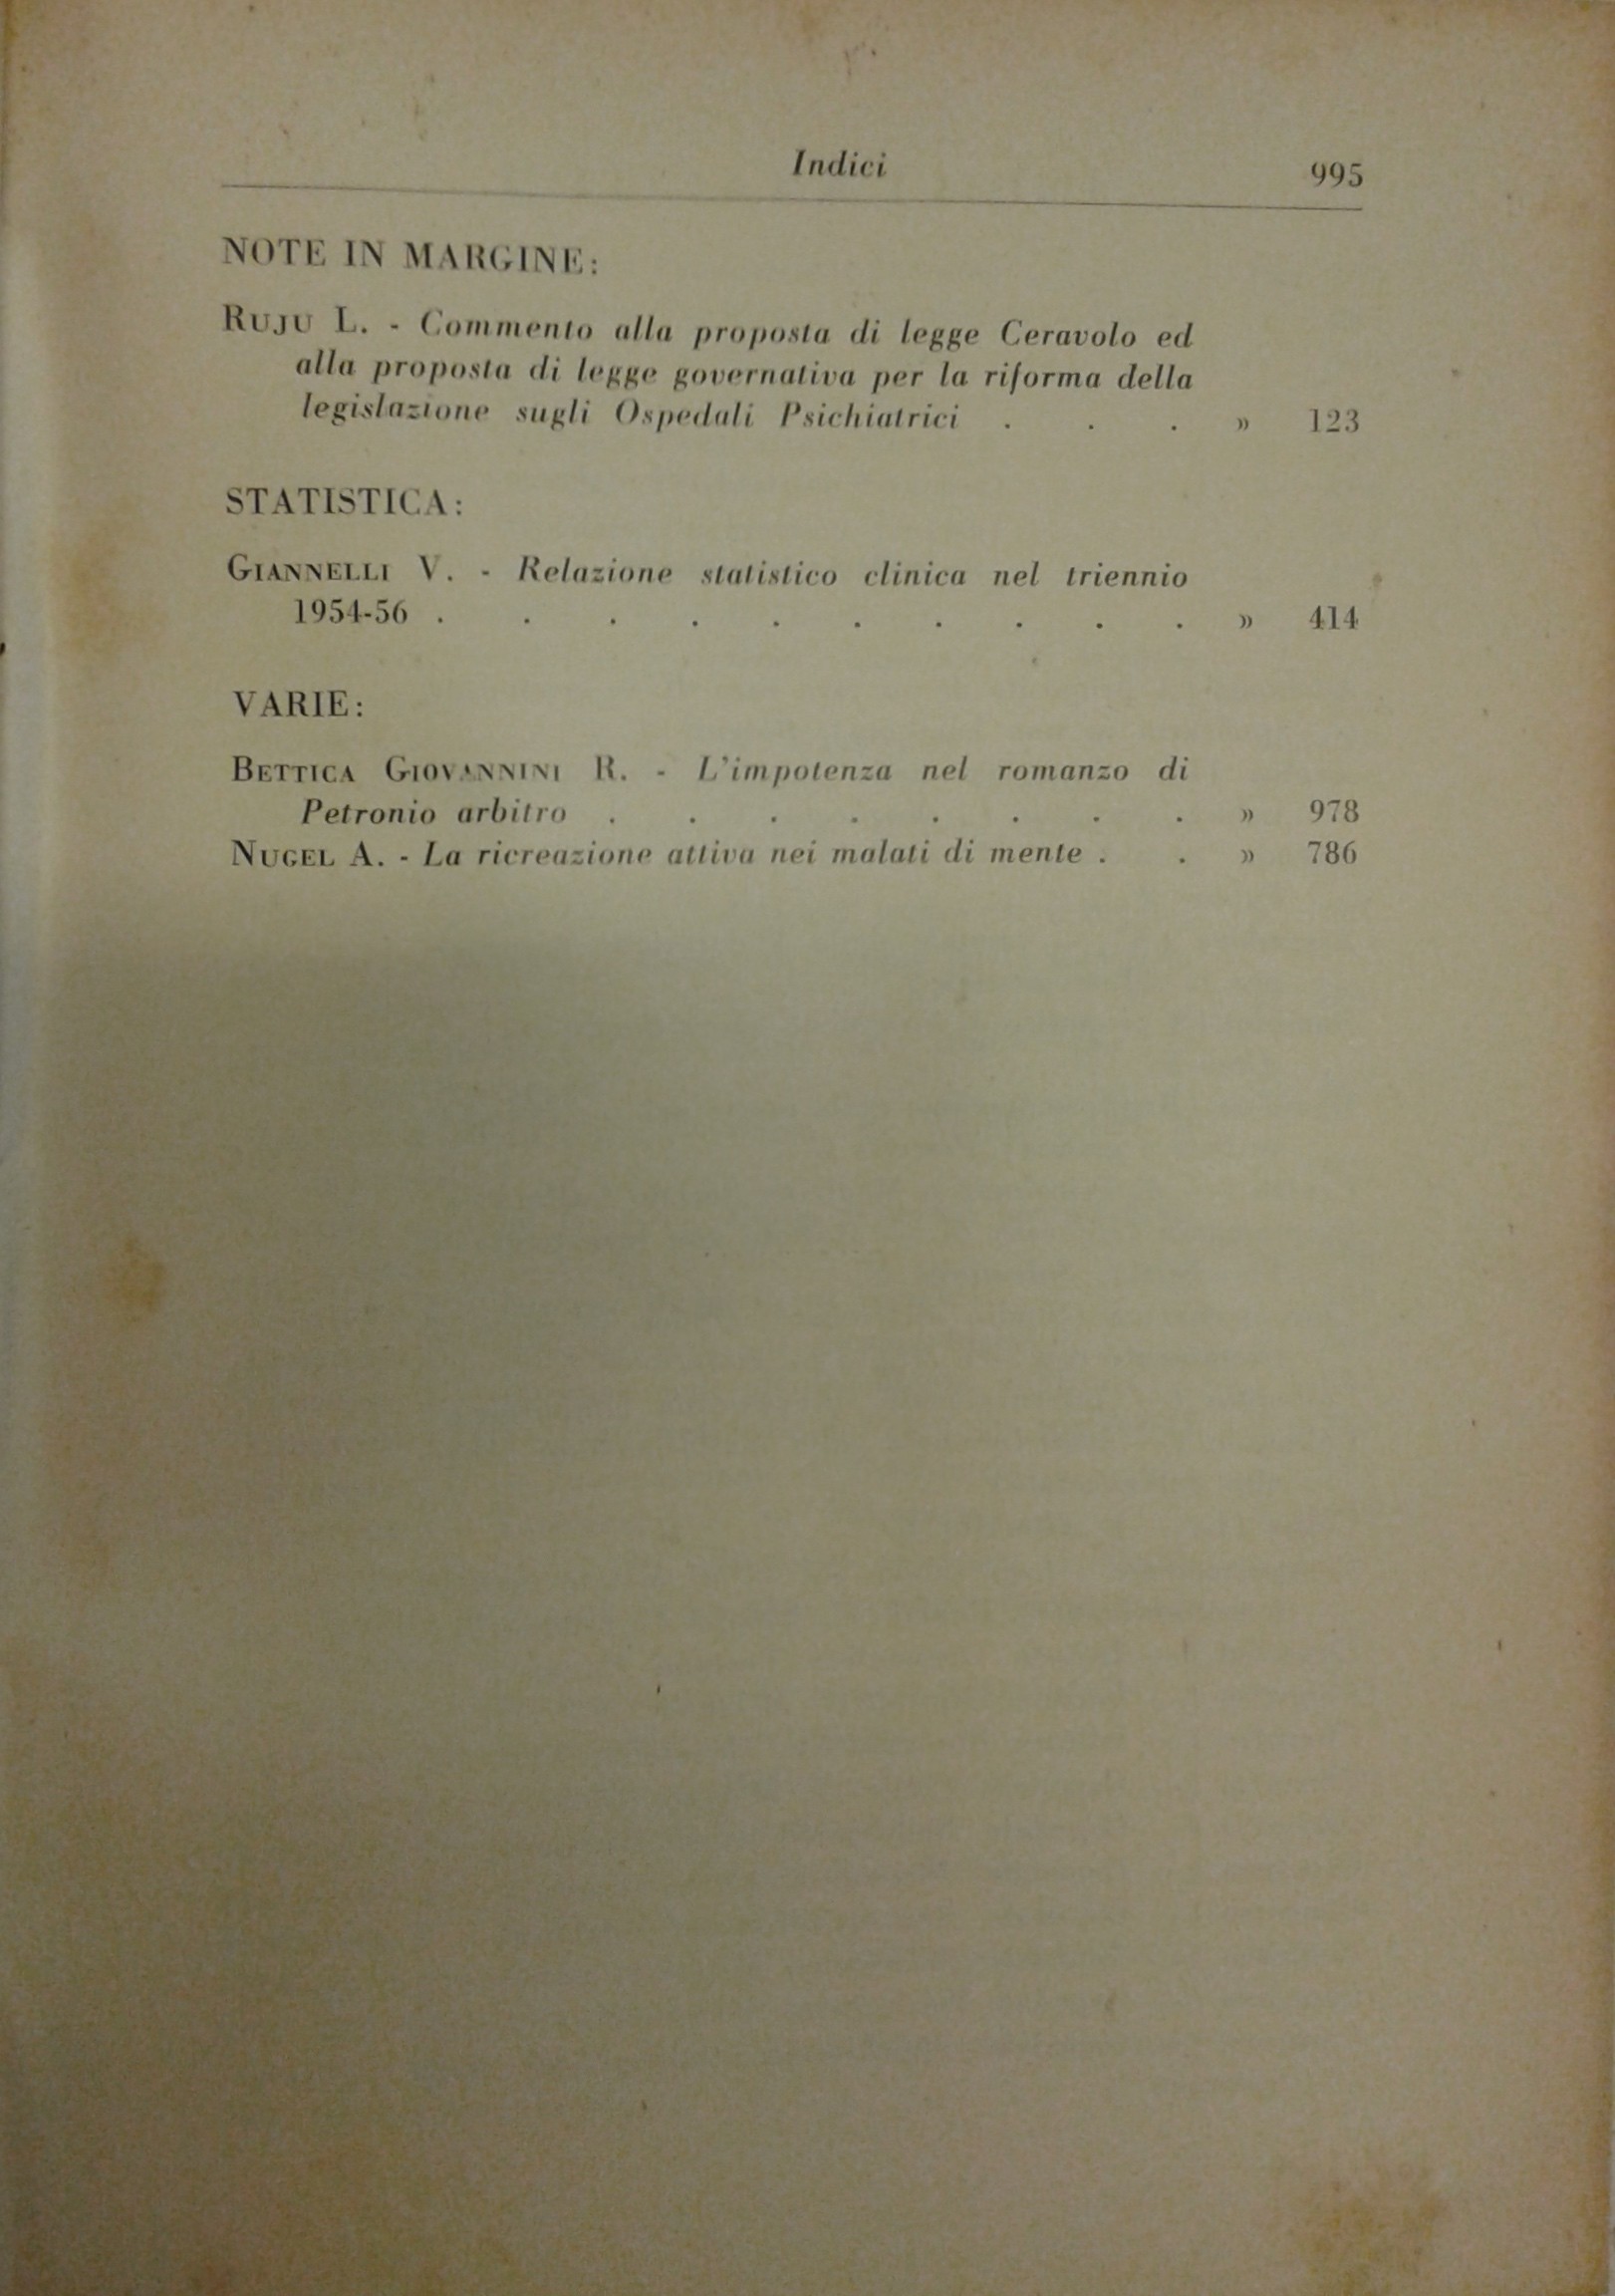 Indici 995
NOTE IN MARGINE:
RUJU L. - Commento alla proposta di legge Ceravolo ed
alla proposta di legge governativa per la riforma della
legislazione sugli Ospedali Psichiatrici . . . » 123
STATISTICA:
GIANNELLI V. - Relazione statistico clinica nel triennio
1954-56 . . . . . . . . . . » 414
VARIE:
BETTICA GIOVANNINI R. - L'impotenza nel romanzo di
Petronio arbitro . . . . . . . . » 978
NUGEL A. - La ricreazione attiva nei malati di mente . . » 786